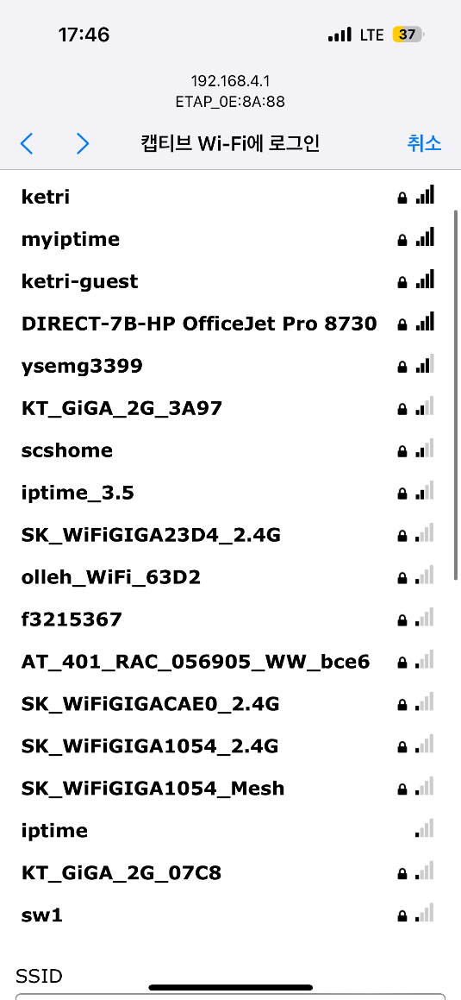 17:46
LTE 37
192.168.4.1
ETAP_0E:8A:88
캡티브 Wi-Fi에 로그인 취소
ketri
myiptime
ketri-guest
DIRECT-7B-HP OfficeJet Pro 8730
ysemg3399
KT_GiGA_2G_3A97
scshome
iptime_3.5
SK_WiFiGIGA23D4_2.4G
olleh_WiFi_63D2
f3215367
AT_401_RAC_056905_WW_bce6
SK_WiFiGIGACAE0_2.4G
SK_WiFiGIGA1054_2.4G
SK_WiFiGIGA1054_Mesh
iptime
KT_GiGA_2G_07C8
sw1
SSID